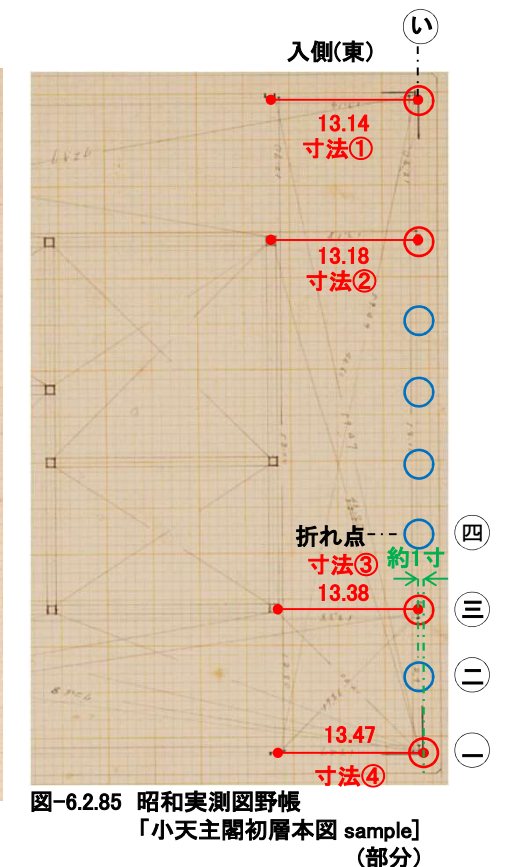 い
入側(東)
13.14
寸法①
13.18
寸法②
折れ点
四
寸法③
約1寸
13.38
三
二
13.47
一
寸法④
図-6.2.85 昭和実測図野帳
「小天主閣初層本図 sample]
(部分)